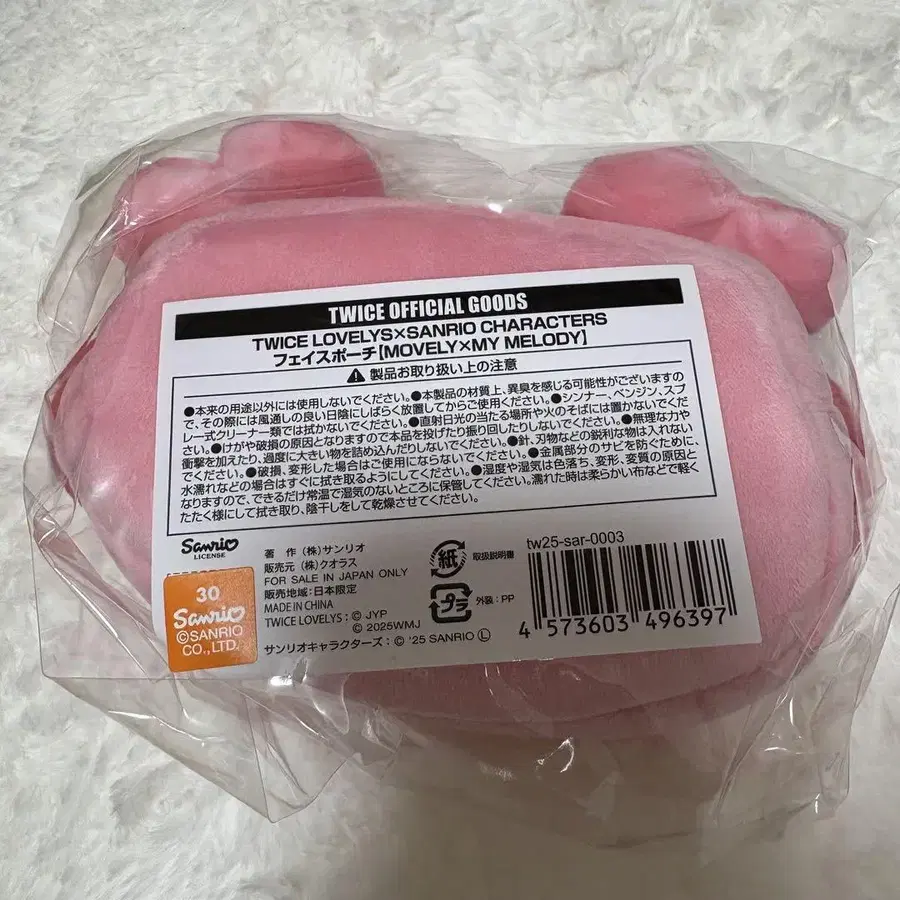 TWICE OFFICIAL GOODS
TWICE LOVELYS×SANRIO CHARACTERS
フェイスポーチ【MOVELY×MY MELODY】
⚠ 製品お取り扱い上の注意
●本来の用途以外には使用しないでください。●本製品の材質上、異臭を感じる可能性がございますの
で、その際には風通しの良い日陰にしばらく放置してからご使用ください。●シンナー、ベンジン、スプ
レー式クリーナー類では拭かないでください。●直射日光の当たる場所や火のそばには置かないでくだ
さい。●けがや破損の原因となりますので本品を投げたり振り回したりしないでください。●無理な力や
衝撃を加えたり、過度に大きい物を詰め込んだりしないでください。●針、刃物などの鋭利な物は入れない
でください。●破損、変形した場合はご使用にならないでください。●金属部分のサビを防ぐために、
水濡れなどの場合はすぐに拭き取るようにしてください。●温度や湿気は色落ち、変形、変質の原因と
なりますので、できるだけ常温で湿気のないところに保管してください。濡れた時は柔らかい布などで軽く
たたく様にして拭き取り、陰干しをして乾燥させてください。
Sanrio
LICENSE
30
Sanrio
©SANRIO
CO., LTD.
著 作 (株)サンリオ
販売元 (株)クオラス
FOR SALE IN JAPAN ONLY
販売地域:日本限定
MADE IN CHINA
TWICE LOVELYS:© JYP
© 2025WMJ
サンリオキャラクターズ:© '25 SANRIO Ⓛ
紙 取扱説明書
プラ 外装:PP
tw25-sar-0003
4 573603 496397